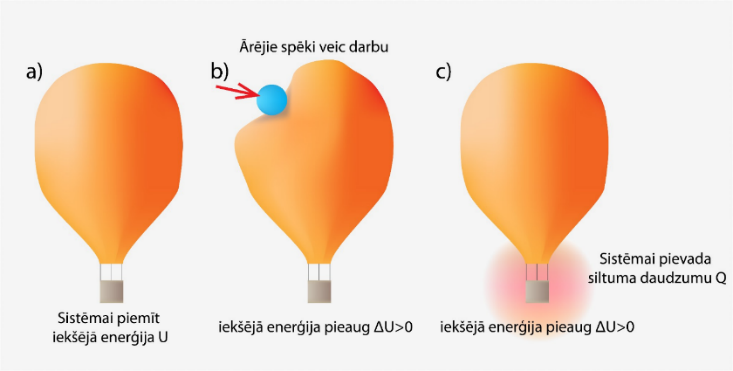 a)
Sistēmai piemīt
iekšējā enerģija U
Ārējie spēki veic darbu
b)
iekšējā enerģija pieaug ΔU>0
c)
Sistēmai pievada
siltuma daudzumu Q
iekšējā enerģija pieaug ΔU>0